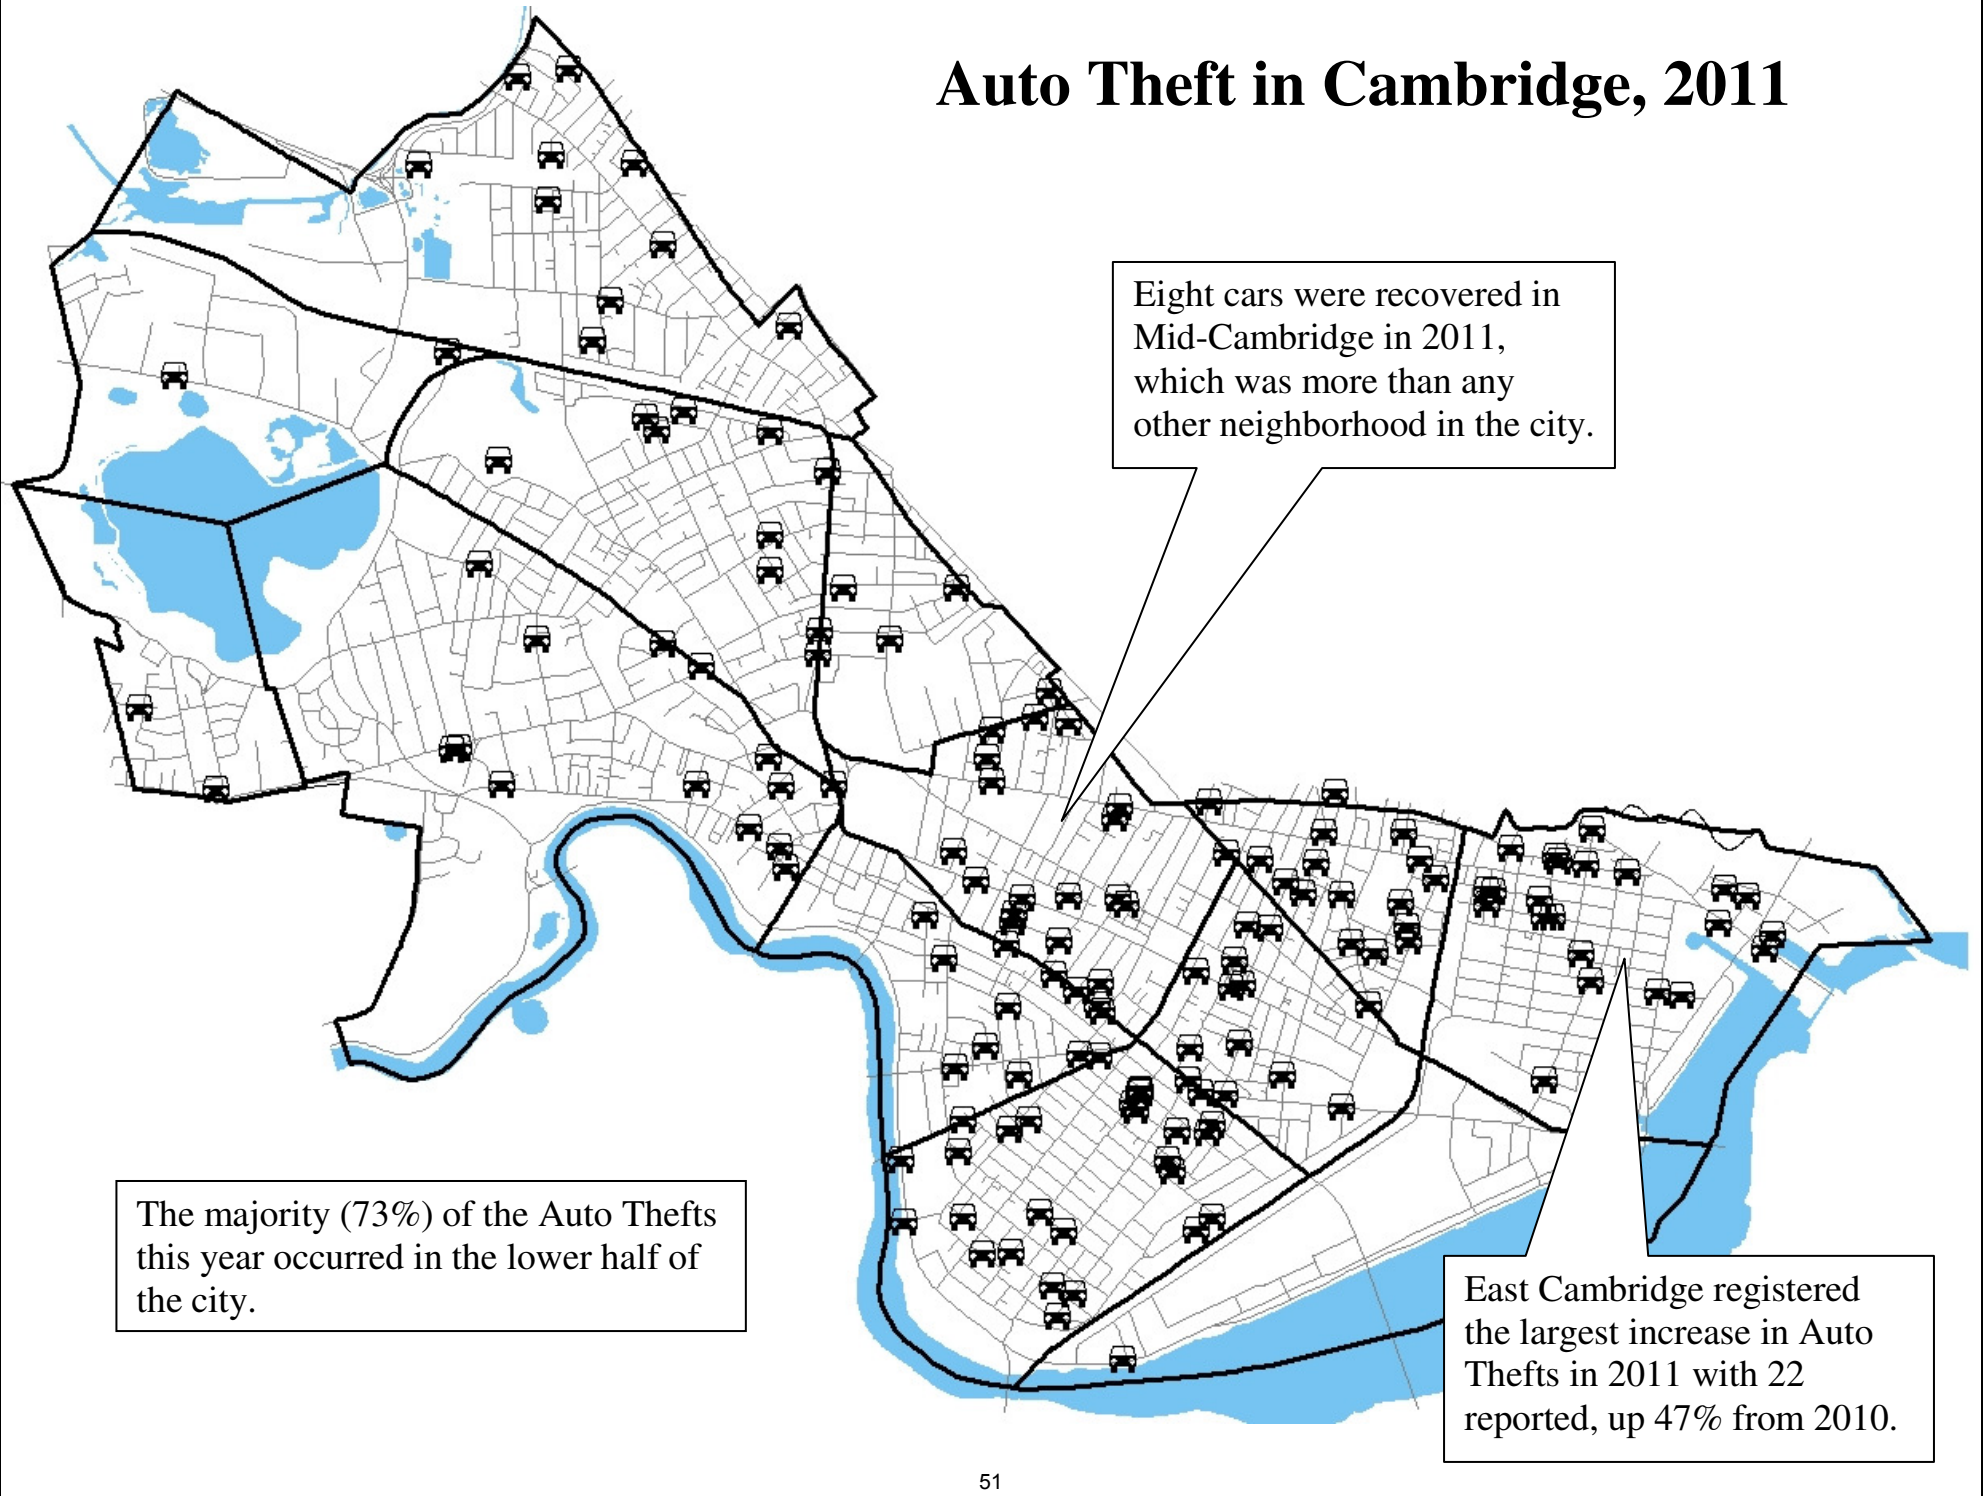 Auto Theft in Cambridge, 2011
Eight cars were recovered in
Mid-Cambridge in 2011,
which was more than any
other neighborhood in the city.
The majority (73%) of the Auto Thefts
this year occurred in the lower half of
the city.
East Cambridge registered
the largest increase in Auto
Thefts in 2011 with 22
reported, up 47% from 2010.
51